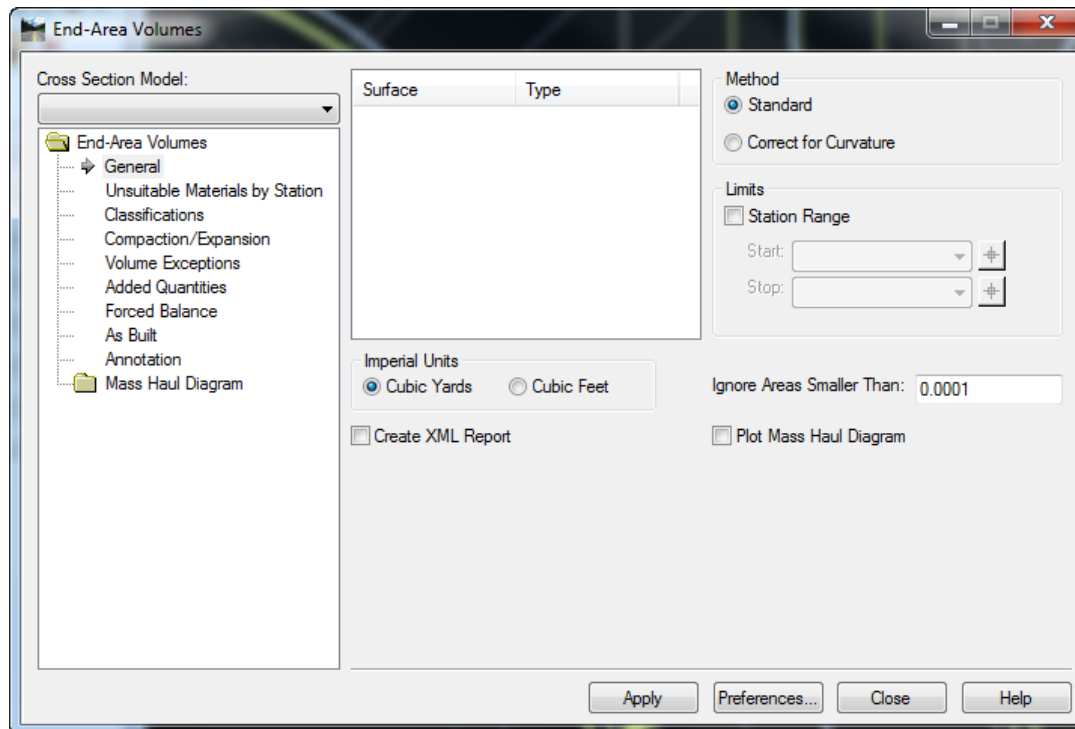 End-Area Volumes
Cross Section Model:
End-Area Volumes
General
Unsuitable Materials by Station
Classifications
Compaction/Expansion
Volume Exceptions
Added Quantities
Forced Balance
As Built
Annotation
Mass Haul Diagram
Surface Type
Method
Standard
Correct for Curvature
Limits
Station Range
Start:
Stop:
Imperial Units
Cubic Yards Cubic Feet
Ignore Areas Smaller Than: 0.0001
Create XML Report
Plot Mass Haul Diagram
Apply Preferences... Close Help